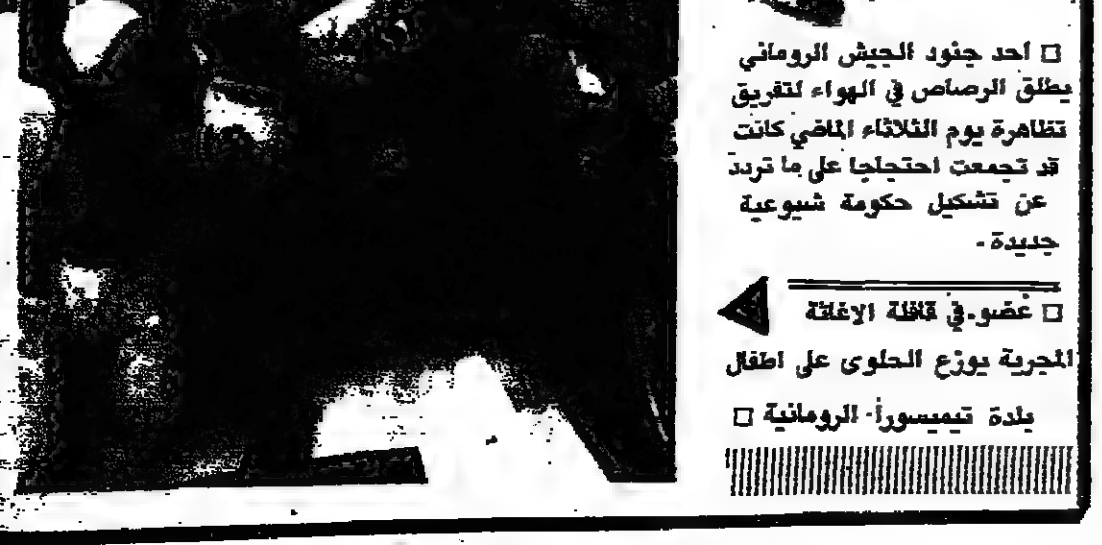 □ احد جنود الجيش الروماني
يطلق الرصاص في الهواء لتفريق
تظاهرة يوم الثلاثاء الماضي كانت
قد تجمعت احتجاجا على ما تردد
عن تشكيل حكومة شيوعية
جديدة -
□ عضو في قافلة الاغاثة
المجرية يوزع الحلوى على اطفال
بلدة تيميسورا - الرومانية □